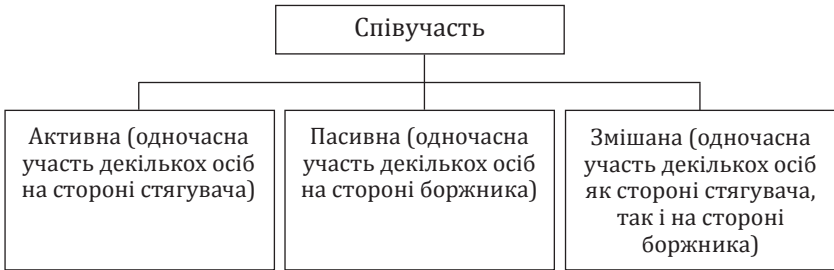 Співучасть
Активна (одночасна
участь декількох осіб
на стороні стягувача)
Пасивна (одночасна
участь декількох осіб
на стороні боржника)
Змішана (одночасна
участь декількох осіб
як стороні стягувача,
так і на стороні
боржника)